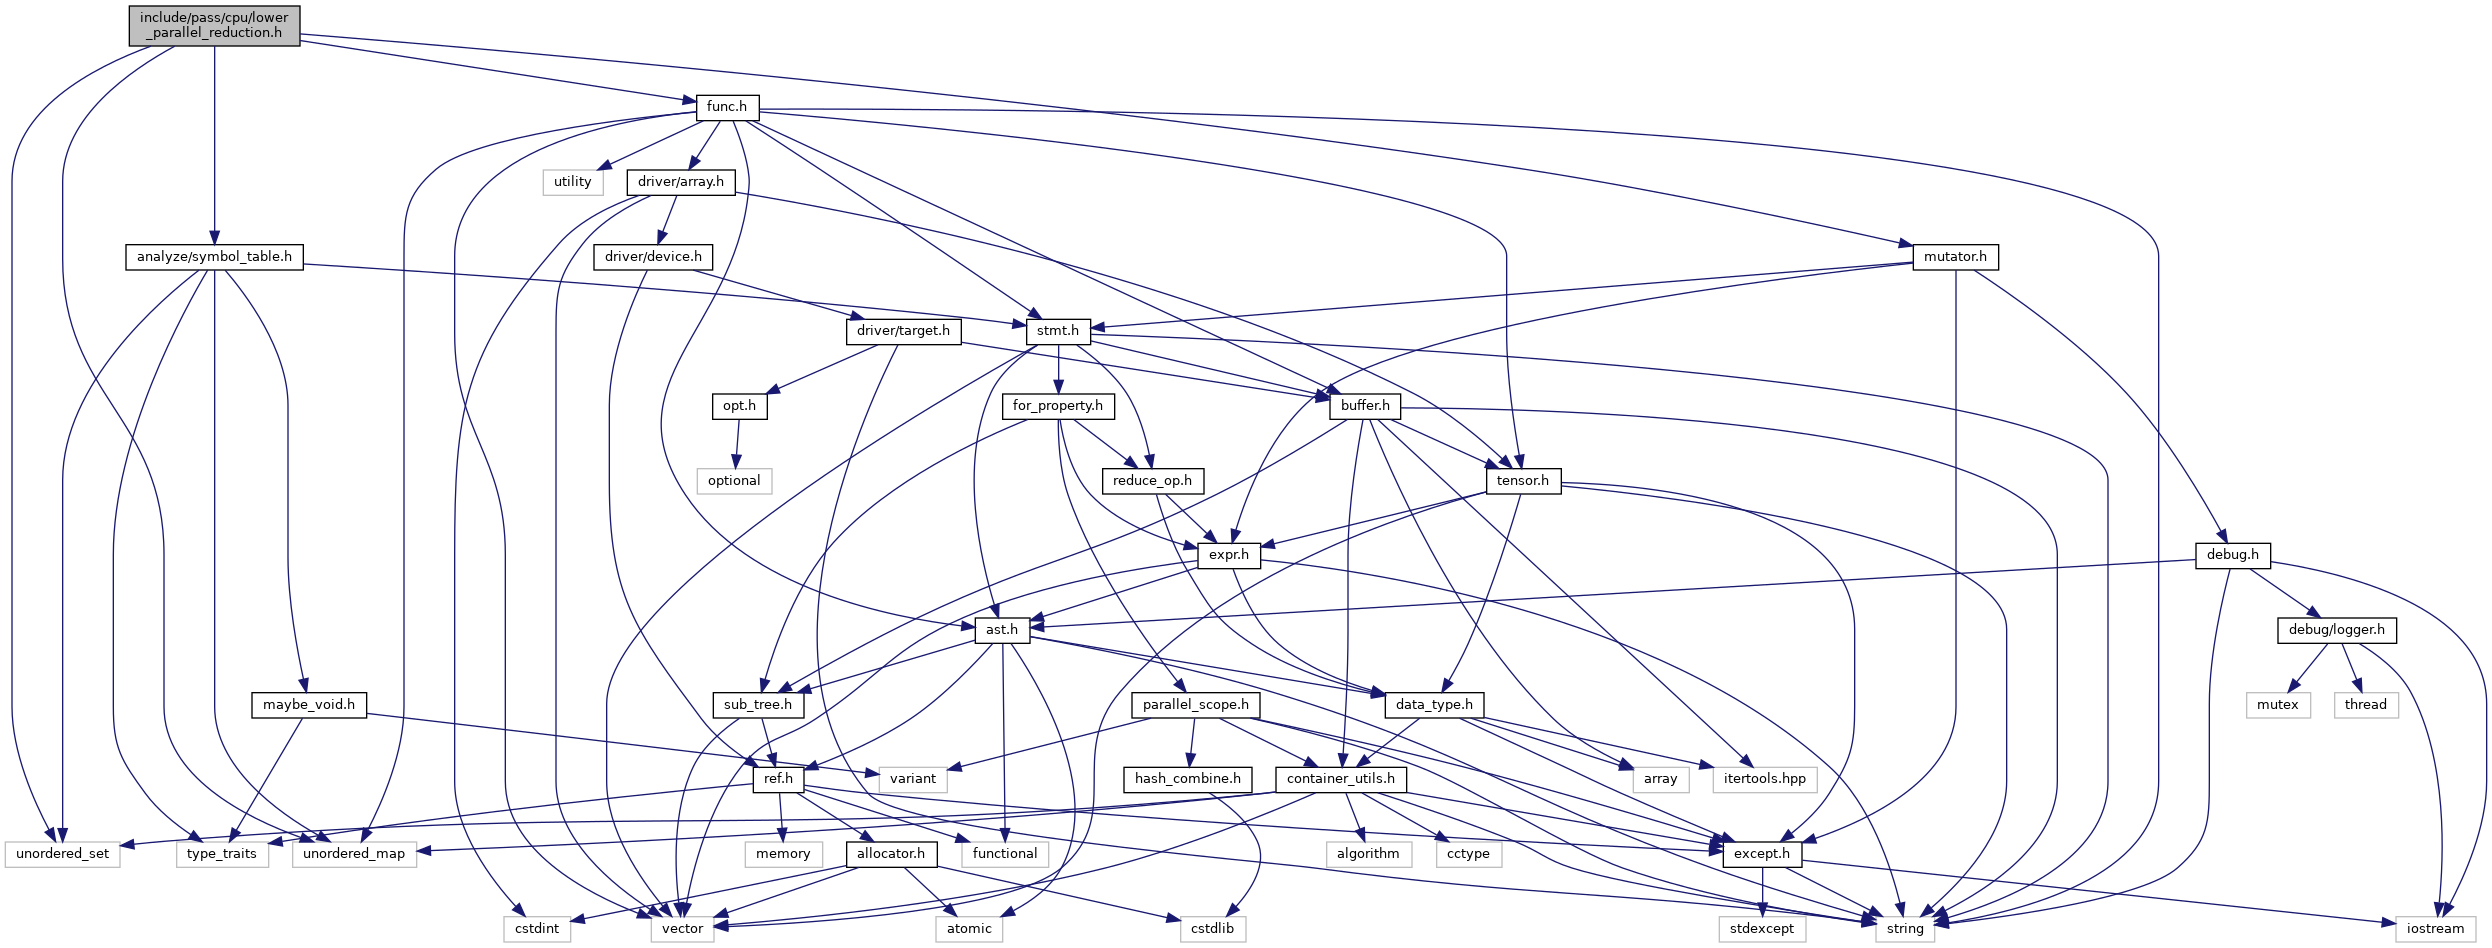 include/pass/cpu/lower
_parallel_reduction.h
func.h
utility
driver/array.h
analyze/symbol_table.h
driver/device.h
mutator.h
driver/target.h
stmt.h
opt.h
for_property.h
buffer.h
optional
reduce_op.h
tensor.h
expr.h
debug.h
ast.h
debug/logger.h
maybe_void.h
sub_tree.h
parallel_scope.h
data_type.h
mutex
thread
ref.h
variant
hash_combine.h
container_utils.h
array
itertools.hpp
unordered_set
type_traits
unordered_map
memory
allocator.h
functional
algorithm
cctype
except.h
cstdint
vector
atomic
cstdlib
stdexcept
string
iostream